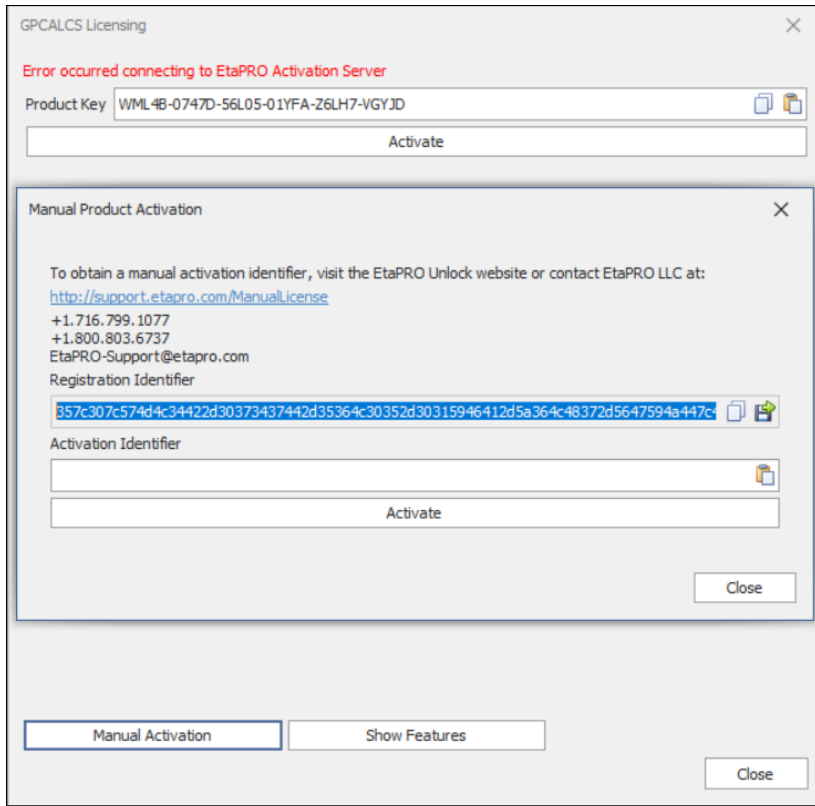 GPCALCS Licensing
Error occurred connecting to EtaPRO Activation Server
Product Key WML4B-0747D-56L05-01YFA-Z6LH7-VGYJD
Activate
Manual Product Activation
To obtain a manual activation identifier, visit the EtaPRO Unlock website or contact EtaPRO LLC at:
http://support.etapro.com/ManualLicense
+1.716.799.1077
+1.800.803.6737
EtaPRO-Support@etapro.com
Registration Identifier
357c307c574d4c34422d30373437442d35364c30352d30315946412d5a364c48372d5647594a447c4
Activation Identifier
Activate
Close
Manual Activation Show Features
Close